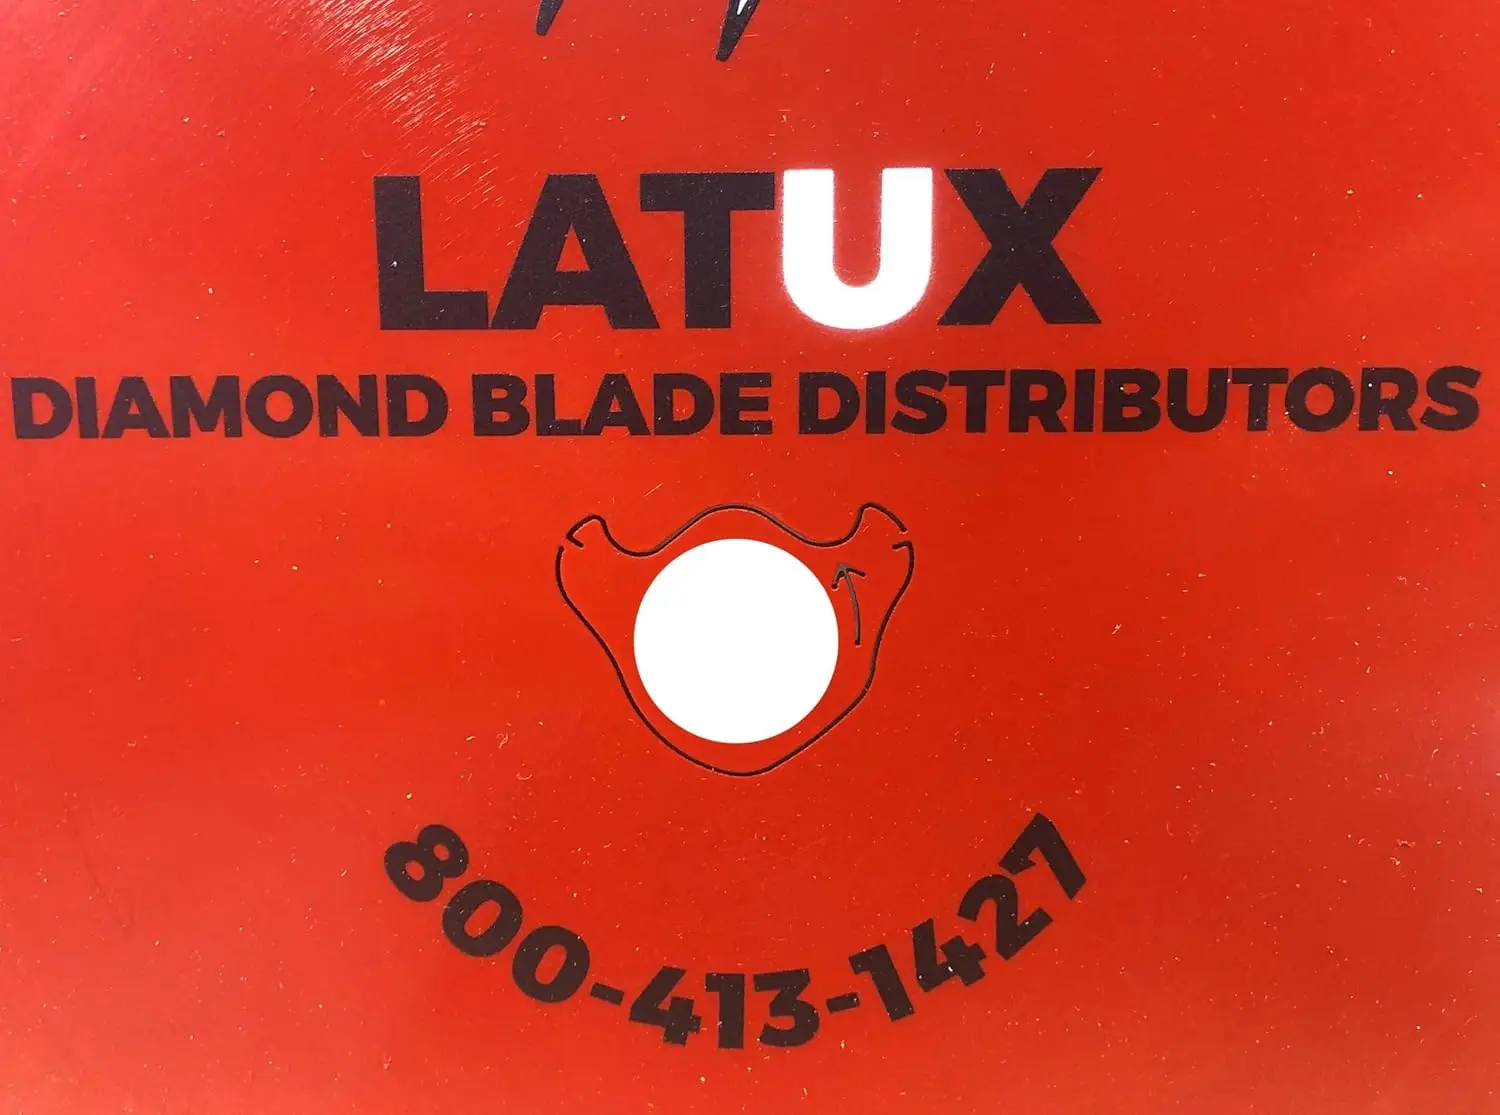 LATUX
DIAMOND BLADE DISTRIBUTORS
800-413-1427